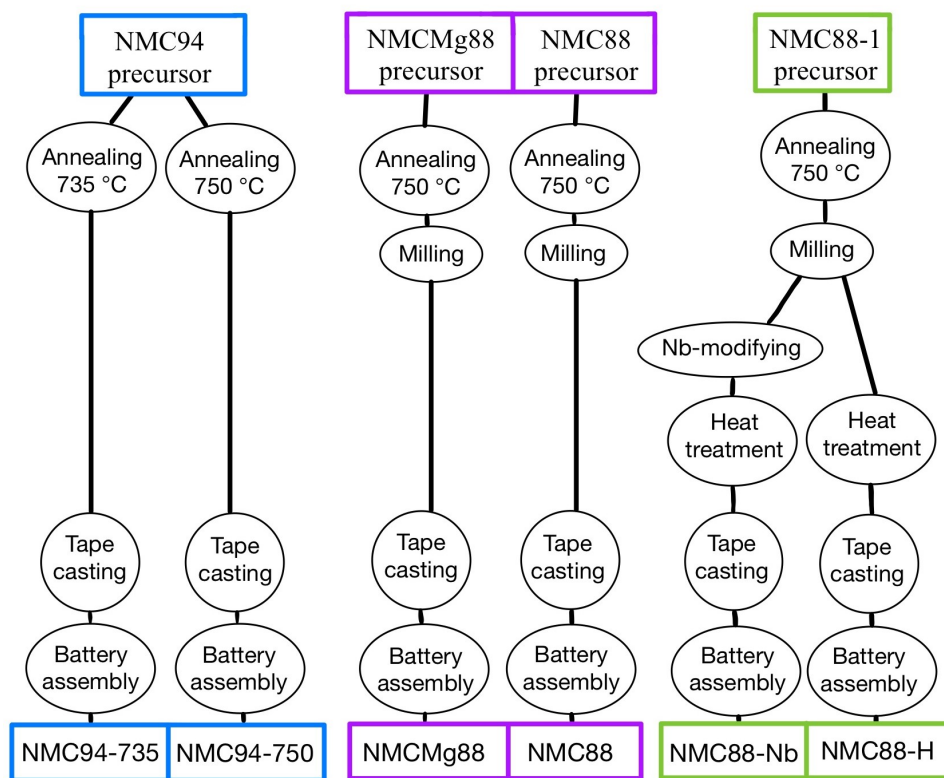 NMC94
precursor
NMCMg88
precursor
NMC88
precursor
NMC88-1
precursor
Annealing
735 °C
Annealing
750 °C
Annealing
750 °C
Annealing
750 °C
Annealing
750 °C
Milling
Milling
Milling
Nb-modifying
Heat
treatment
Heat
treatment
Tape
casting
Tape
casting
Tape
casting
Tape
casting
Tape
casting
Tape
casting
Battery
assembly
Battery
assembly
Battery
assembly
Battery
assembly
Battery
assembly
Battery
assembly
NMC94-735
NMC94-750
NMCMg88
NMC88
NMC88-Nb
NMC88-H